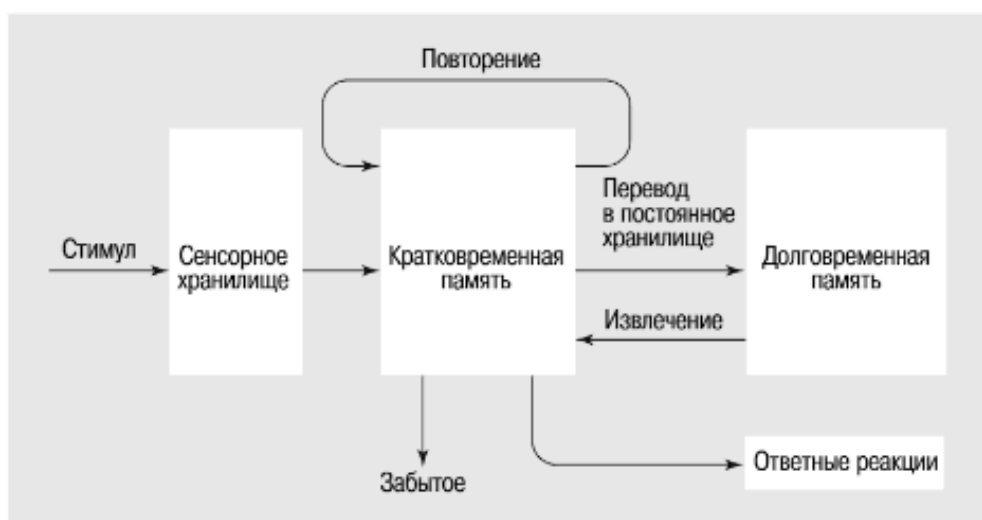 Повторение
Перевод
в постоянное
хранилище
Стимул
Сенсорное
хранилище
Кратковременная
память
Долговременная
память
Извлечение
Забытое
Ответные реакции